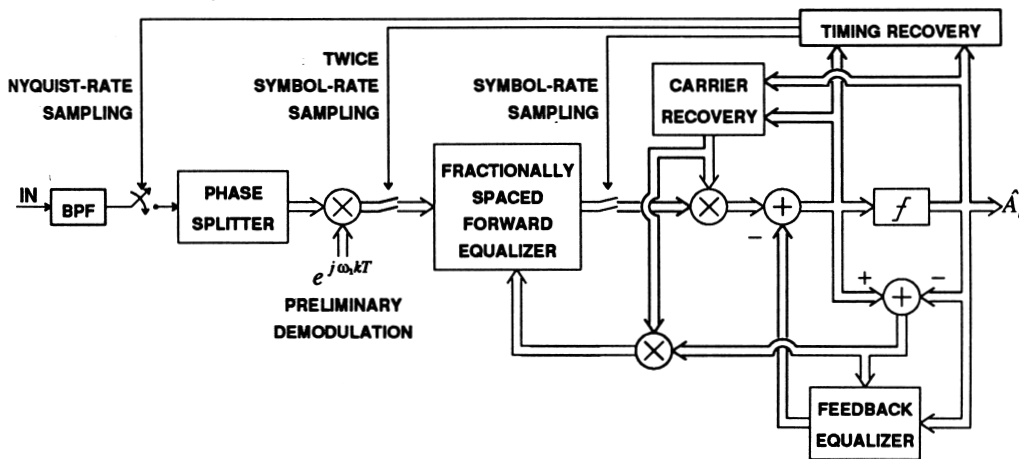 TIMING RECOVERY
TWICE
SYMBOL-RATE
SAMPLING
NYQUIST-RATE
SAMPLING
SYMBOL-RATE
SAMPLING
CARRIER
RECOVERY
IN
BPF
PHASE
SPLITTER
FRACTIONALLY
SPACED
FORWARD
EQUALIZER
f
Â
e^{jω₁kT}
PRELIMINARY
DEMODULATION
FEEDBACK
EQUALIZER